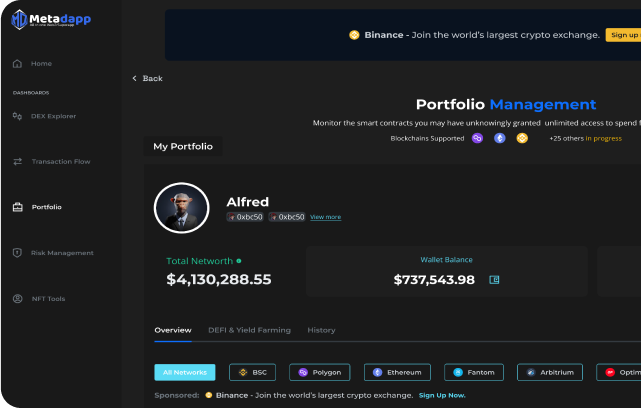 Metadapp
Binance - Join the world's largest crypto exchange. Sign up
Home
Back
DASHBOARDS
Portfolio Management
DEX Explorer
Monitor the smart contracts you may have unknowingly granted unlimited access to spend
Blockchains Supported +25 others in progress
My Portfolio
Transaction Flow
Alfred
Portfolio
0xbc50 0xbc50 View more
Risk Management
Total Networth
Wallet Balance
$4,130,288.55
$737,543.98
NFT Tools
Overview DEFI & Yield Farming History
All Networks BSC Polygon Ethereum Fantom Arbitrium Optim
Sponsored: Binance - Join the world's largest crypto exchange. Sign Up Now.